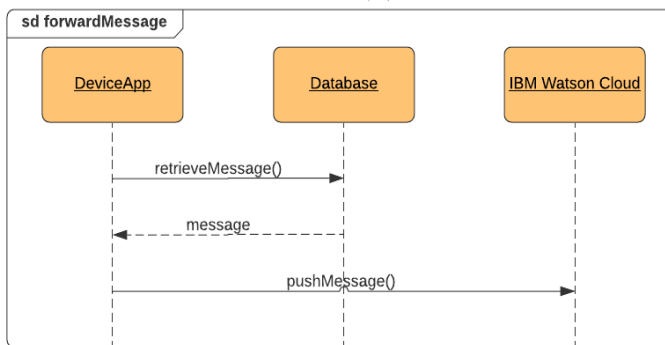 sd forwardMessage
DeviceApp
Database
IBM Watson Cloud
retrieveMessage()
message
pushMessage()